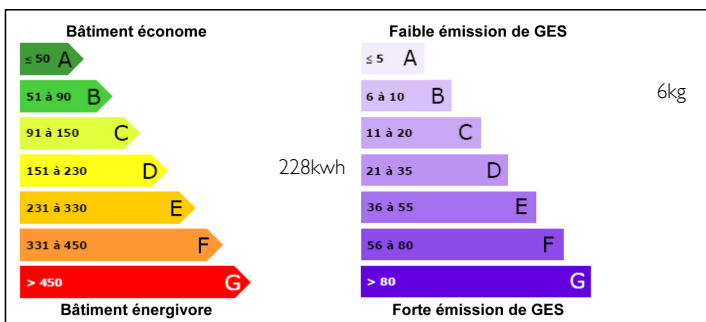 Bâtiment économe
≤ 50 A
51 à 90 B
91 à 150 C
151 à 230 D
231 à 330 E
331 à 450 F
> 450 G
Bâtiment énergivore
228kwh
Faible émission de GES
≤ 5 A
6 à 10 B
11 à 20 C
21 à 35 D
36 à 55 E
56 à 80 F
> 80 G
Forte émission de GES
6kg